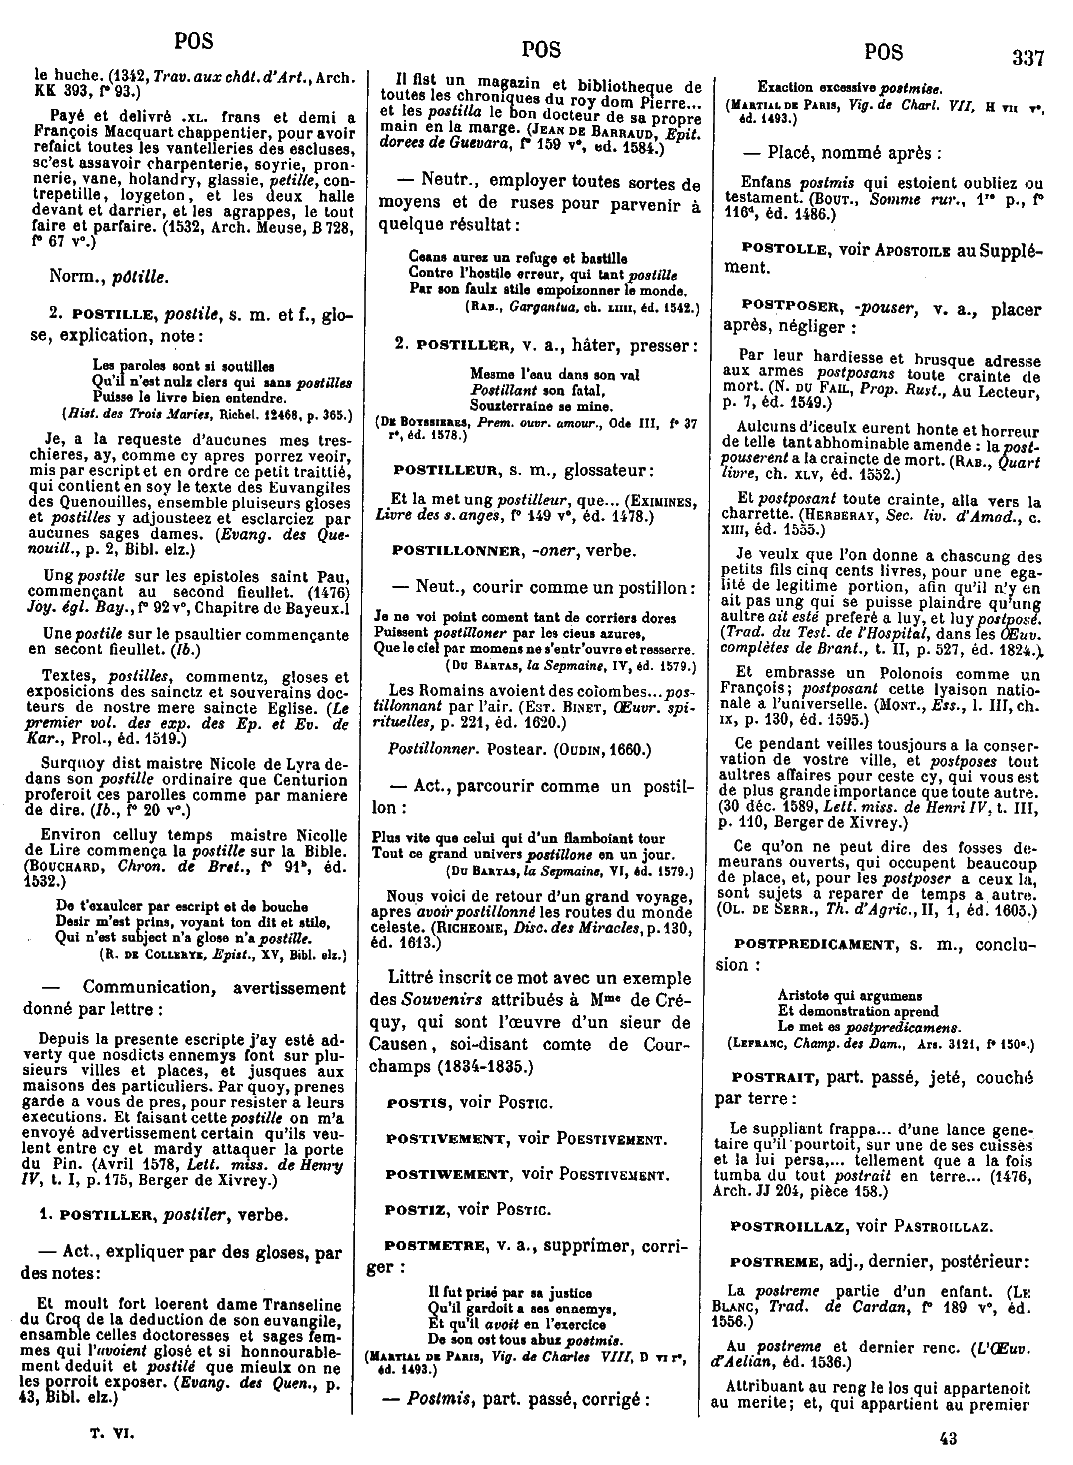 POS
POS
POS
337
le huche. (1342, Trav. aux chât. d'Art., Arch.
KK 393, f° 93.)
Payé et delivré .XL. frans et demi a
François Macquart chappentier, pour avoir
refaict toutes les vantelleries des escluses,
sc'est assavoir charpenterie, soyrie, pron-
nerie, vane, holandry, glassie, petille, con-
trepetille, loygeton, et les deux halle
devant et darrier, et les agrappes, le tout
faire et parfaire. (1532, Arch. Meuse, B 728,
f° 67 v°.)
Norm., pôtille.
2. POSTILLE, postile, s. m. et f., glo-
se, explication, note :
Les paroles sont si soutilles
Qu'il n'est nulz clers qui sans postilles
Puisse le livre bien entendre.
(Hist. des Trois Maries, Richel. 12468, p. 365.)
Je, a la requeste d'aucunes mes tres-
chieres, ay, comme cy apres porrez veoir,
mis par escript et en ordre ce petit traittié,
qui contient en soy le texte des Euvangiles
des Quenouilles, ensemble pluiseurs gloses
et postilles y adjousteez et esclarciez par
aucunes sages dames. (Evang. des Que-
nouill., p. 2, Bibl. elz.)
Ung postile sur les epistoles saint Pau,
commençant au second fieullet. (1476)
Joy. égl. Bay., f° 92 v°, Chapitre du Bayeux.l
Une postile sur le psaultier commençante
en secont fieullet. (Ib.)
Textes, postilles, commentz, gloses et
exposicions des sainctz et souverains doc-
teurs de nostre mere saincte Eglise. (Le
premier vol. des exp. des Ep. et Ev. de
Kar., Prol., éd. 1519.)
Surquoy dist maistre Nicole de Lyra de-
dans son postille ordinaire que Centurion
proferoit ces parolles comme par maniere
de dire. (Ib., f° 20 v°.)
Environ celluy temps maistre Nicolle
de Lire commença la postille sur la Bible.
(BOUCHARD, Chron. de Bret., f° 91ᵇ, éd.
1532.)
De t'exaulcer par escript et de bouche
Desir m'est prins, voyant ton dit et stile,
Qui n'est subject n'a glose n'a postille.
(R. DE COLLERYE, Epist., XV, Bibl. elz.)
— Communication, avertissement
donné par lettre :
Depuis la presente escripte j'ay esté ad-
verty que nosdicts ennemys font sur plu-
sieurs villes et places, et jusques aux
maisons des particuliers. Par quoy, prenes
garde a vous de pres, pour resister a leurs
executions. Et faisant cette postille on m'a
envoyé advertissement certain qu'ils veu-
lent entre cy et mardy attaquer la porte
du Pin. (Avril 1578, Lett. miss. de Henry
IV, t. I, p. 175, Berger de Xivrey.)
1. POSTILLER, postiler, verbe.
— Act., expliquer par des gloses, par
des notes :
Et moult fort loerent dame Transeline
du Croq de la deduction de son euvangile,
ensamble celles doctoresses et sages fem-
mes qui l'avoient glosé et si honnourable-
ment deduit et postilé que mieulx on ne
les porroit exposer. (Evang. des Quen., p.
43, Bibl. elz.)
T. VI.
Il fist un magazin et bibliotheque de
toutes les chroniques du roy dom Pierre...
et les postilla le bon docteur de sa propre
main en la marge. (JEAN DE BARRAUD, Epit.
dorees de Guevara, f° 159 v°, ed. 1584.)
— Neutr., employer toutes sortes de
moyens et de ruses pour parvenir à
quelque résultat :
Ceans aurez un refuge et bastille
Contre l'hostile erreur, qui tant postille
Par son faulx stile empoizonner le monde.
(RAB., Gargantua, ch. LIIII, éd. 1542.)
2. POSTILLER, v. a., hâter, presser :
Mesme l'eau dans son val
Postillant son fatal,
Souzterraine se mine.
(DE BOYSSIERES, Prem. ouvr. amour., Ode III, f° 37
r°, éd. 1578.)
POSTILLEUR, s. m., glossateur :
Et la met ung postilleur, que... (EXIMINES,
Livre des s. anges, f° 149 v°, éd. 1478.)
POSTILLONNER, -oner, verbe.
— Neut., courir comme un postillon :
Je ne voi point coment tant de corriers dores
Puissent postilloner par les cieus azures,
Que le ciel par momens ne s'entr'ouvre et resserre.
(DU BARTAS, la Sepmaine, IV, éd. 1579.)
Les Romains avoient des colombes... pos-
tillonnant par l'air. (EST. BINET, Œuvr. spi-
rituelles, p. 221, éd. 1620.)
Postillonner. Postear. (OUDIN, 1660.)
— Act., parcourir comme un postil-
lon :
Plus vite que celui qui d'un flamboiant tour
Tout ce grand univers postillone en un jour.
(DU BARTAS, la Sepmaine, VI, éd. 1579.)
Nous voici de retour d'un grand voyage,
apres avoir postillonné les routes du monde
celeste. (RICHEOME, Disc. des Miracles, p. 130,
éd. 1613.)
Littré inscrit ce mot avec un exemple
des Souvenirs attribués à Mᵐᵉ de Cré-
quy, qui sont l'œuvre d'un sieur de
Causen, soi-disant comte de Cour-
champs (1834-1835.)
POSTIS, voir POSTIC.
POSTIVEMENT, voir POESTIVEMENT.
POSTIWEMENT, voir POESTIVEMENT.
POSTIZ, voir POSTIC.
POSTMETRE, v. a., supprimer, corri-
ger :
Il fut prisé par sa justice
Qu'il gardoit a ses ennemys,
Et qu'il avoit en l'exercice
De son ost tous abuz postmis.
(MARTIAL DE PARIS, Vig. de Charles VIII, D VI r°,
éd. 1493.)
— Postmis, part. passé, corrigé :
Exaction excessive postmise.
(MARTIAL DE PARIS, Vig. de Charl. VII, H VII v°,
éd. 1493.)
— Placé, nommé après :
Enfans postmis qui estoient oubliez ou
testament. (BOUT., Somme rur., 1ʳᵉ p., f°
116ᵈ, éd. 1486.)
POSTOLLE, voir APOSTOILE au Supplé-
ment.
POSTPOSER, -pouser, v. a., placer
après, négliger :
Par leur hardiesse et brusque adresse
aux armes postposans toute crainte de
mort. (N. DU FAIL, Prop. Rust., Au Lecteur,
p. 7, éd. 1549.)
Aulcuns d'iceulx eurent honte et horreur
de telle tant abhominable amende : la post-
pouserent a la craincte de mort. (RAB., Quart
livre, ch. XLV, éd. 1552.)
Et postposant toute crainte, alla vers la
charrette. (HERBERAY, Sec. liv. d'Amad., c.
XIII, éd. 1555.)
Je veulx que l'on donne a chascung des
petits fils cinq cents livres, pour une ega-
lité de legitime portion, afin qu'il n'y en
ait pas ung qui se puisse plaindre qu'ung
aultre ait esté preferé a luy, et luy postposé.
(Trad. du Test. de l'Hospital, dans les Œuv.
complètes de Brant., t. II, p. 527, éd. 1824.)
Et embrasse un Polonois comme un
François ; postposant cette lyaison natio-
nale a l'universelle. (MONT., Ess., l. III, ch.
IX, p. 130, éd. 1595.)
Ce pendant veilles tousjours a la conser-
vation de vostre ville, et postposes tout
aultres affaires pour ceste cy, qui vous est
de plus grande importance que toute autre.
(30 déc. 1589, Lett. miss. de Henri IV, t. III,
p. 110, Berger de Xivrey.)
Ce qu'on ne peut dire des fosses de-
meurans ouverts, qui occupent beaucoup
de place, et, pour les postposer a ceux la,
sont sujets a reparer de temps a autre.
(OL. DE SERR., Th. d'Agric., II, 1, éd. 1605.)
POSTPREDICAMENT, s. m., conclu-
sion :
Aristote qui argumens
Et demonstration aprend
Le met es postpredicamens.
(LEFRANC, Champ. des Dam., Ars. 3121, f° 150ᵃ.)
POSTRAIT, part. passé, jeté, couché
par terre :
Le suppliant frappa... d'une lance gene-
taire qu'il pourtoit, sur une de ses cuisses
et la lui persa,... tellement que a la fois
tumba du tout postrait en terre... (1476,
Arch. JJ 204, pièce 158.)
POSTROILLAZ, voir PASTROILLAZ.
POSTREME, adj., dernier, postérieur :
La postreme partie d'un enfant. (LE
BLANC, Trad. de Cardan, f° 189 v°, éd.
1556.)
Au postreme et dernier renc. (L'Œuv.
d'Aelian, éd. 1536.)
Attribuant au reng le los qui appartenoit
au merite ; et, qui appartient au premier
43